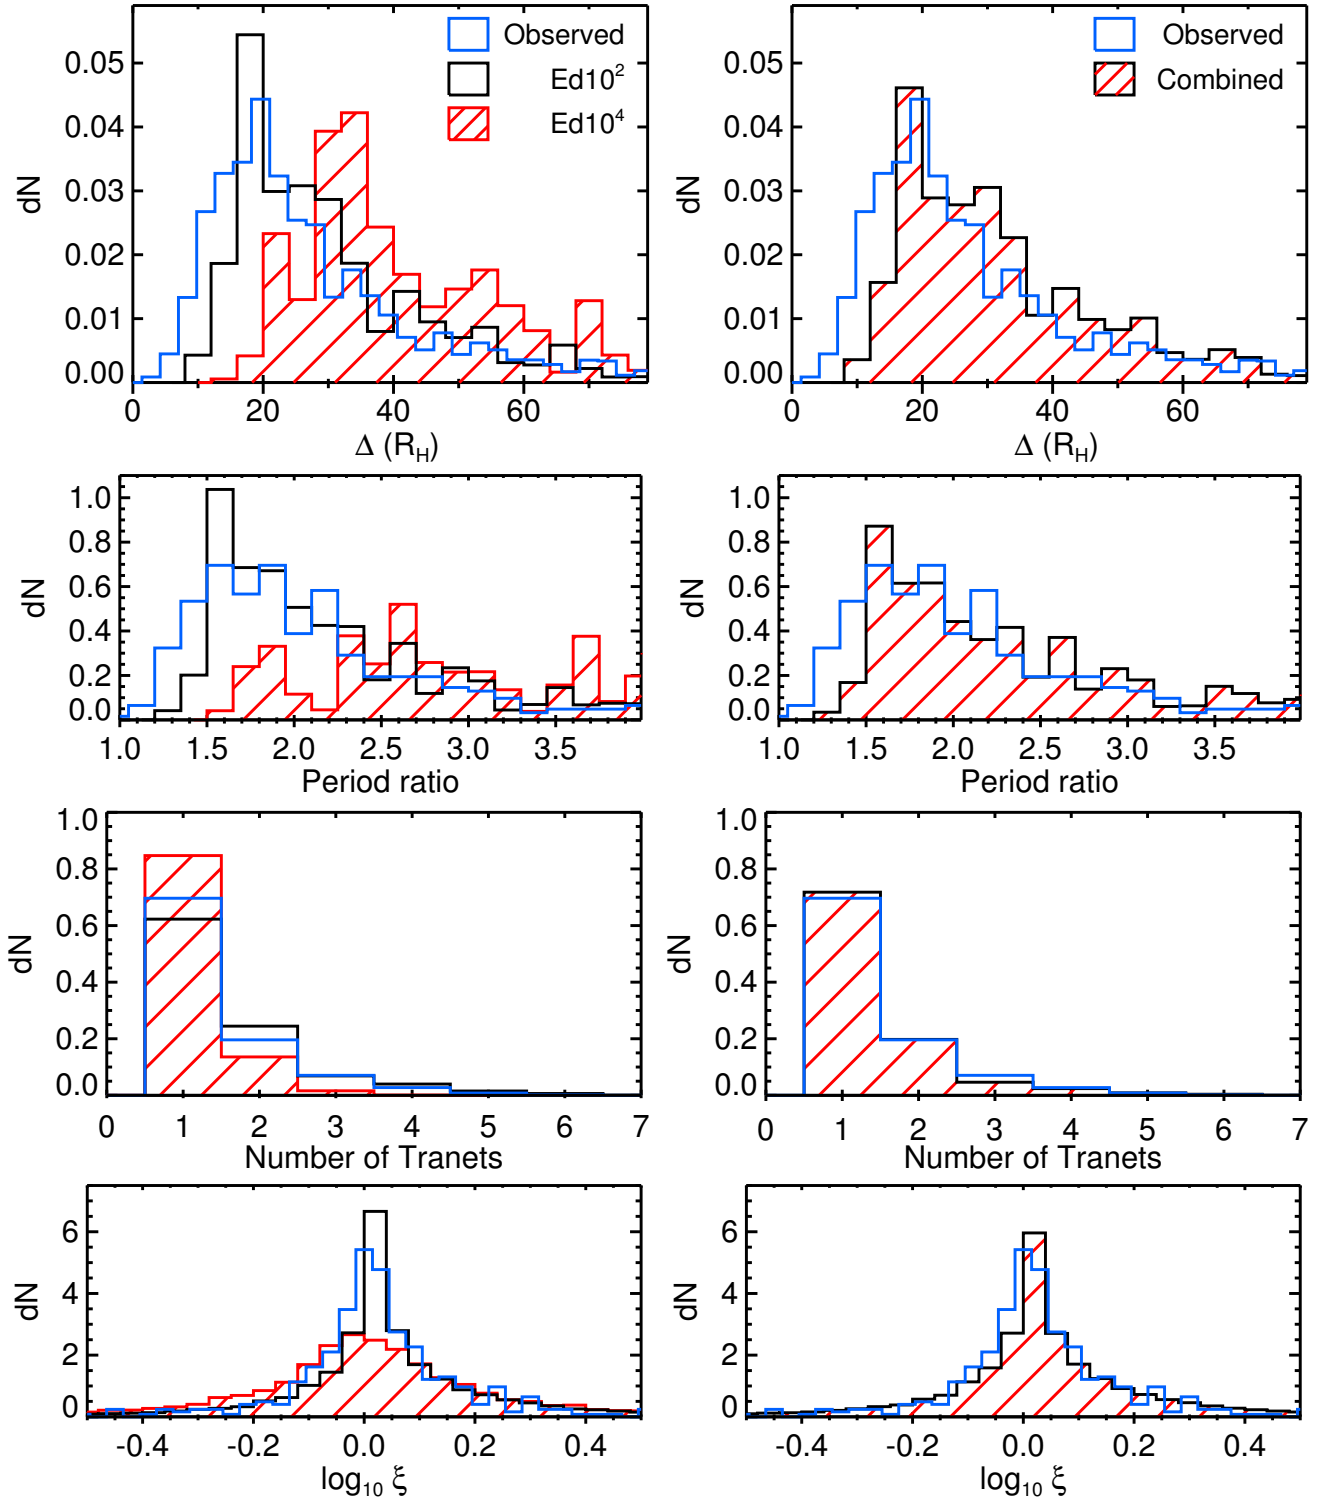 Observed
Ed10²
Ed10⁴
dN
0.05
0.04
0.03
0.02
0.01
0.00
0 20 40 60
Δ (R_H)
Observed
Combined
dN
0.05
0.04
0.03
0.02
0.01
0.00
0 20 40 60
Δ (R_H)
dN
1.0
0.8
0.6
0.4
0.2
0.0
1.0 1.5 2.0 2.5 3.0 3.5
Period ratio
dN
1.0
0.8
0.6
0.4
0.2
0.0
1.0 1.5 2.0 2.5 3.0 3.5
Period ratio
dN
1.0
0.8
0.6
0.4
0.2
0.0
0 1 2 3 4 5 6 7
Number of Tranets
dN
1.0
0.8
0.6
0.4
0.2
0.0
0 1 2 3 4 5 6 7
Number of Tranets
dN
6
4
2
0
-0.4 -0.2 0.0 0.2 0.4
log₁₀ ξ
dN
6
4
2
0
-0.4 -0.2 0.0 0.2 0.4
log₁₀ ξ